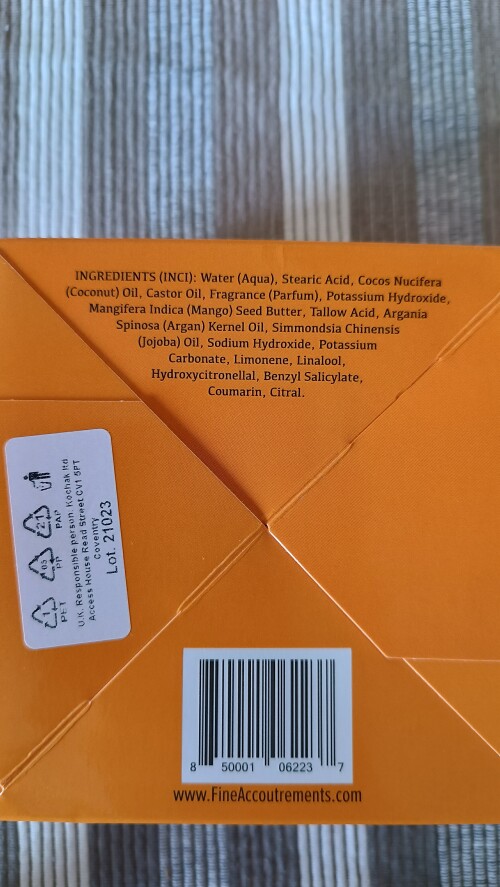 INGREDIENTS (INCI): Water (Aqua), Stearic Acid, Cocos Nucifera
(Coconut) Oil, Castor Oil, Fragrance (Parfum), Potassium Hydroxide,
Mangifera Indica (Mango) Seed Butter, Tallow Acid, Argania
Spinosa (Argan) Kernel Oil, Simmondsia Chinensis
(Jojoba) Oil, Sodium Hydroxide, Potassium
Carbonate, Limonene, Linalool,
Hydroxycitronellal, Benzyl Salicylate,
Coumarin, Citral.
1 05 21
PET PP PAP
U.K. Responsible person. Kochak ltd
Access House Read Street CV1 5PT
Coventry
Lot. 21023
8 50001 06223 7
www.FineAccoutrements.com